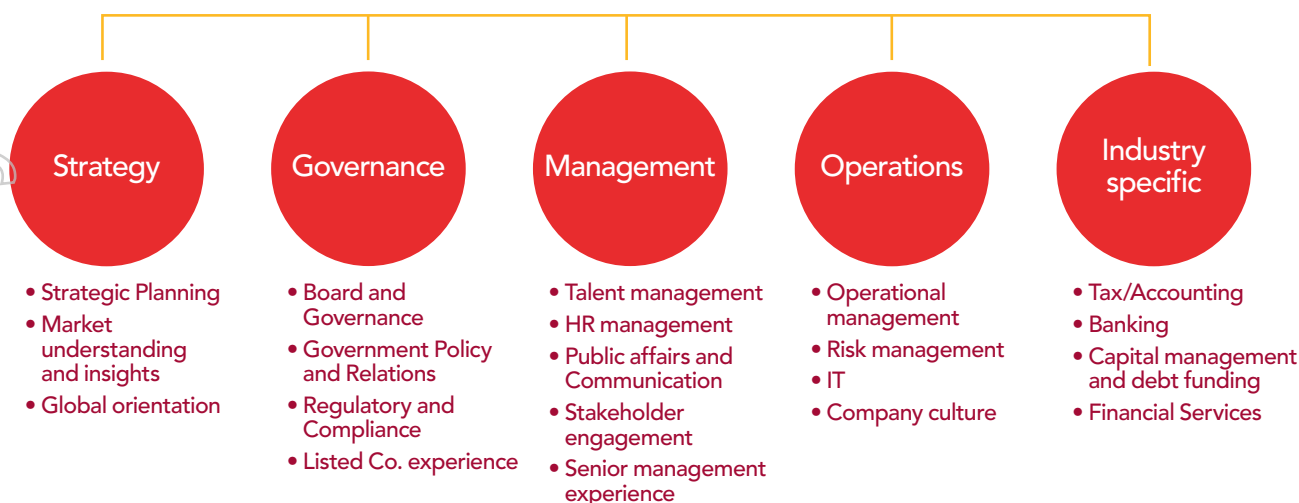 Strategy
• Strategic Planning
• Market
understanding
and insights
• Global orientation
Governance
• Board and
Governance
• Government Policy
and Relations
• Regulatory and
Compliance
• Listed Co. experience
Management
• Talent management
• HR management
• Public affairs and
Communication
• Stakeholder
engagement
• Senior management
experience
Operations
• Operational
management
• Risk management
• IT
• Company culture
Industry
specific
• Tax/Accounting
• Banking
• Capital management
and debt funding
• Financial Services